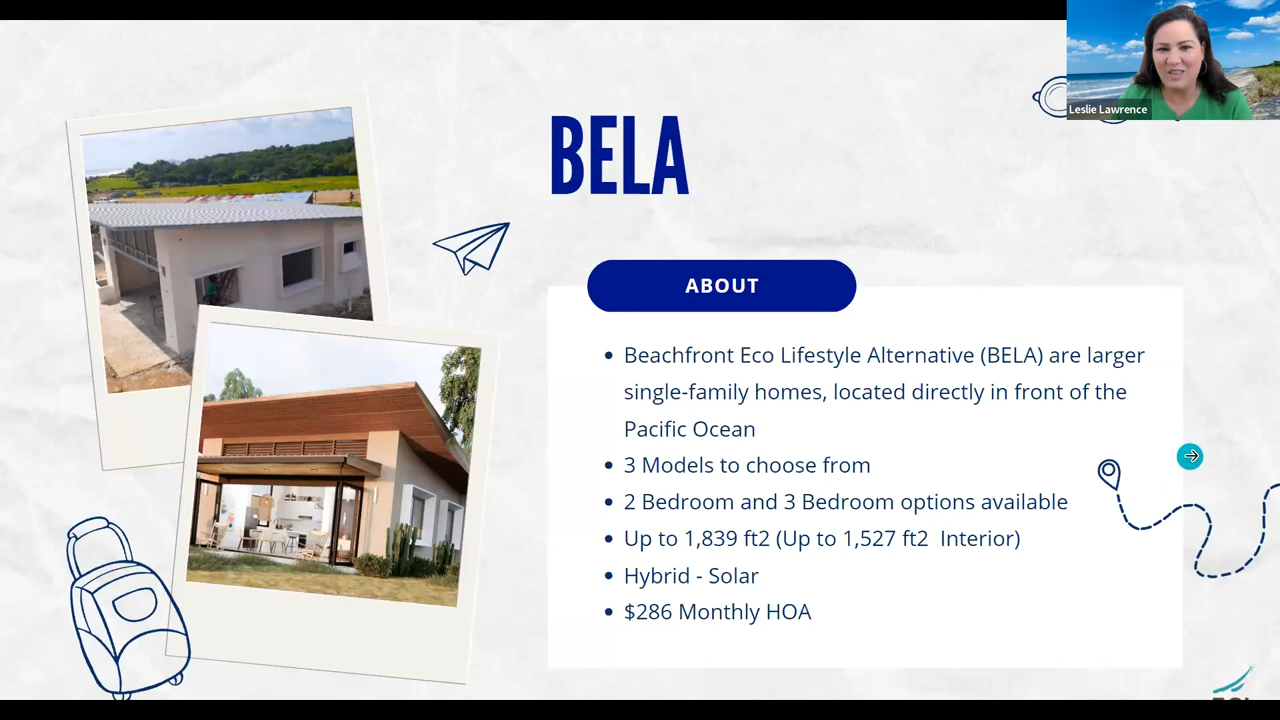 Leslie Lawrence
BELA
ABOUT
Beachfront Eco Lifestyle Alternative (BELA) are larger
single-family homes, located directly in front of the
Pacific Ocean
3 Models to choose from
2 Bedroom and 3 Bedroom options available
Up to 1,839 ft2 (Up to 1,527 ft2 Interior)
Hybrid - Solar
$286 Monthly HOA